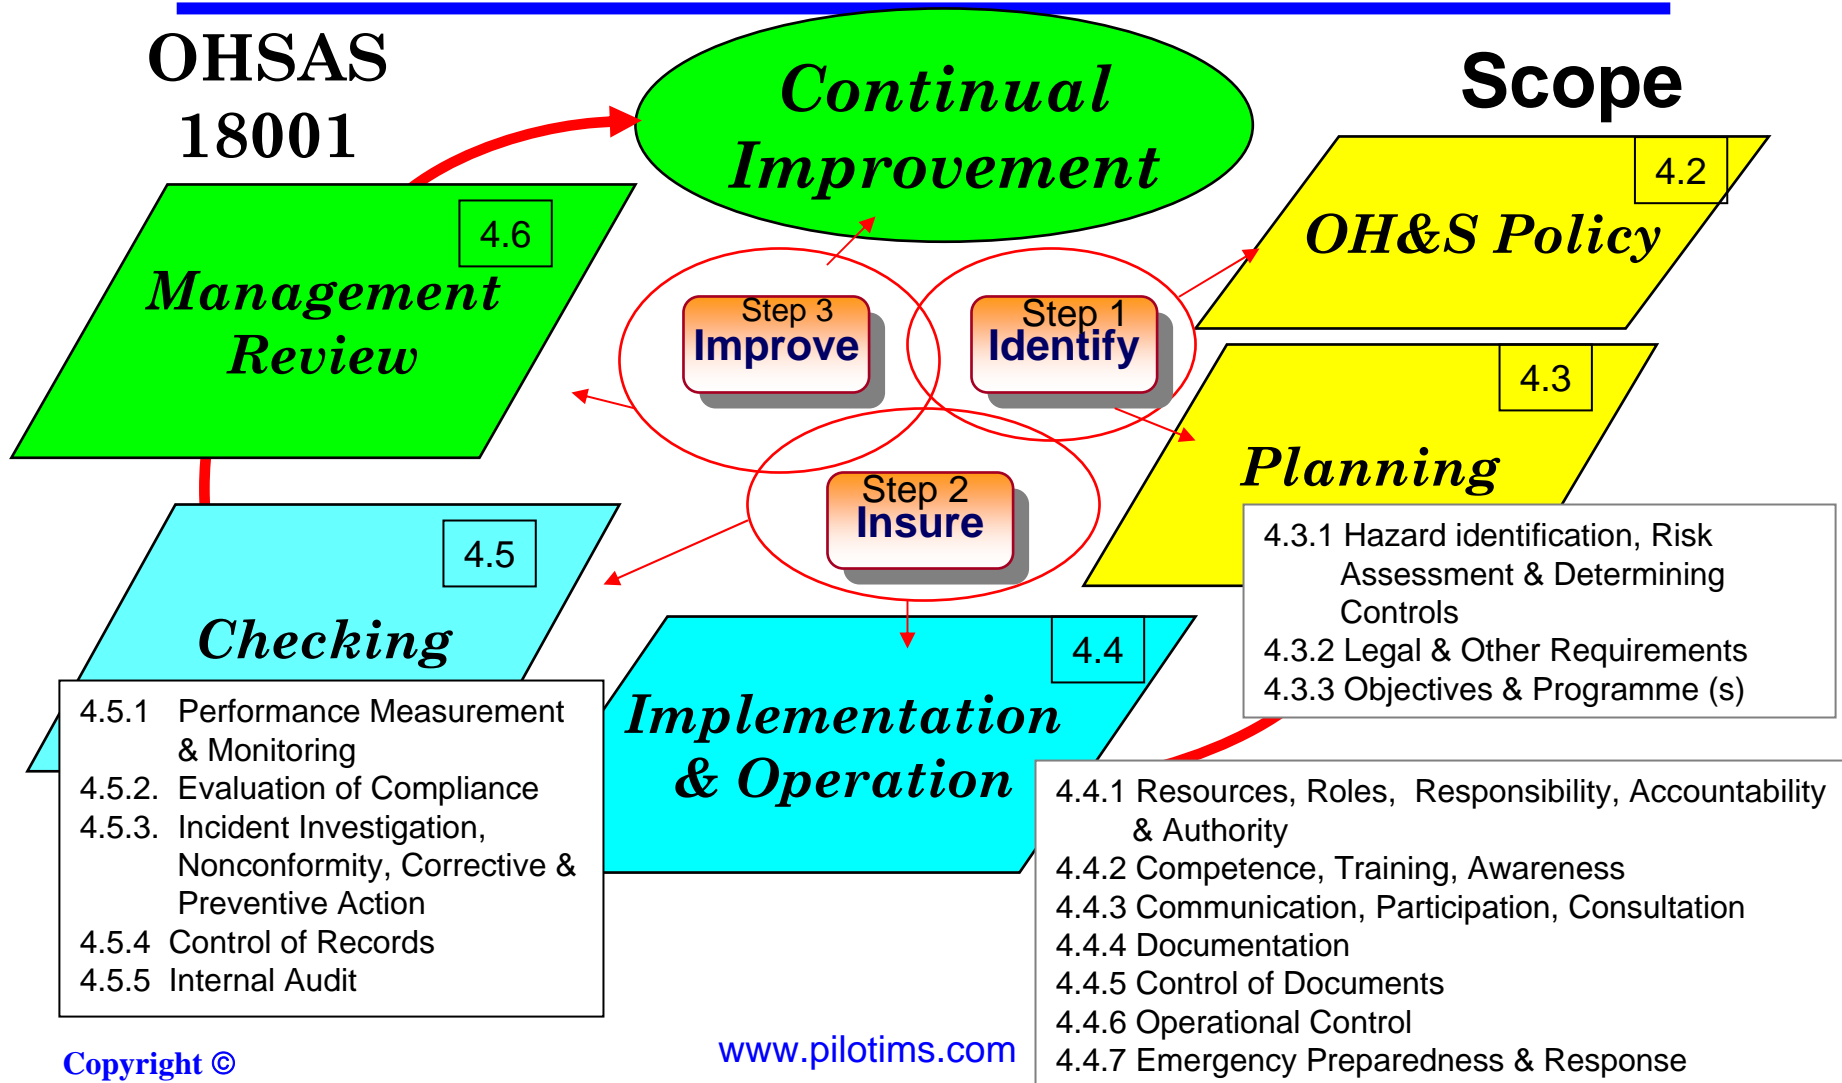 OHSAS
18001
Scope
Continual
Improvement
4.2
OH&S Policy
4.6
Management
Review
Step 3
Improve
Step 1
Identify
4.3
Planning
Step 2
Insure
4.3.1 Hazard identification, Risk
Assessment & Determining
Controls
4.3.2 Legal & Other Requirements
4.3.3 Objectives & Programme (s)
4.5
Checking
4.5.1 Performance Measurement
& Monitoring
4.5.2. Evaluation of Compliance
4.5.3. Incident Investigation,
Nonconformity, Corrective &
Preventive Action
4.5.4 Control of Records
4.5.5 Internal Audit
4.4
Implementation
& Operation
4.4.1 Resources, Roles, Responsibility, Accountability
& Authority
4.4.2 Competence, Training, Awareness
4.4.3 Communication, Participation, Consultation
4.4.4 Documentation
4.4.5 Control of Documents
4.4.6 Operational Control
4.4.7 Emergency Preparedness & Response
www.pilotims.com
Copyright ©